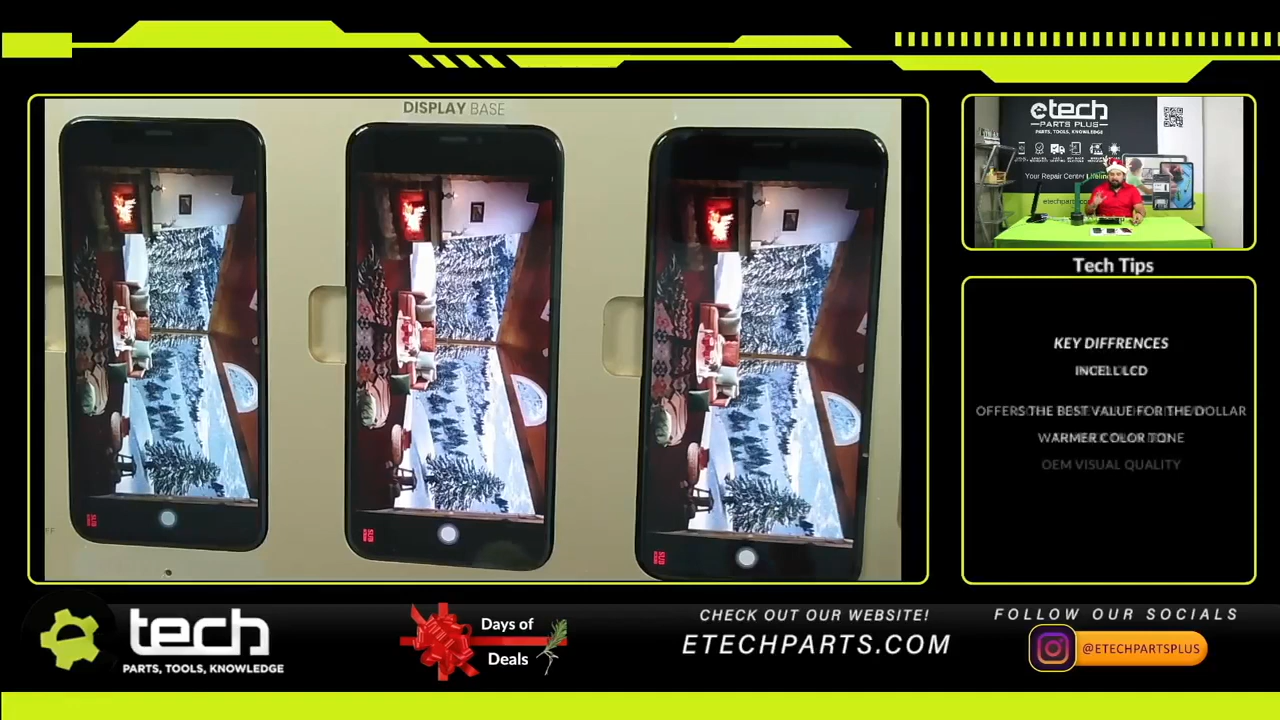 DISPLAY BASE
etech
PARTS PLUS
PARTS, TOOLS, KNOWLEDGE
Your Repair Center
Tech Tips
KEY DIFFRENCES
INCELL LCD
OFFERS THE BEST VALUE FOR THE DOLLAR
WARMER COLOR TONE
OEM VISUAL QUALITY
tech
PARTS, TOOLS, KNOWLEDGE
Days of
Deals
CHECK OUT OUR WEBSITE!
ETECHPARTS.COM
FOLLOW OUR SOCIALS
@ETECHPARTSPLUS